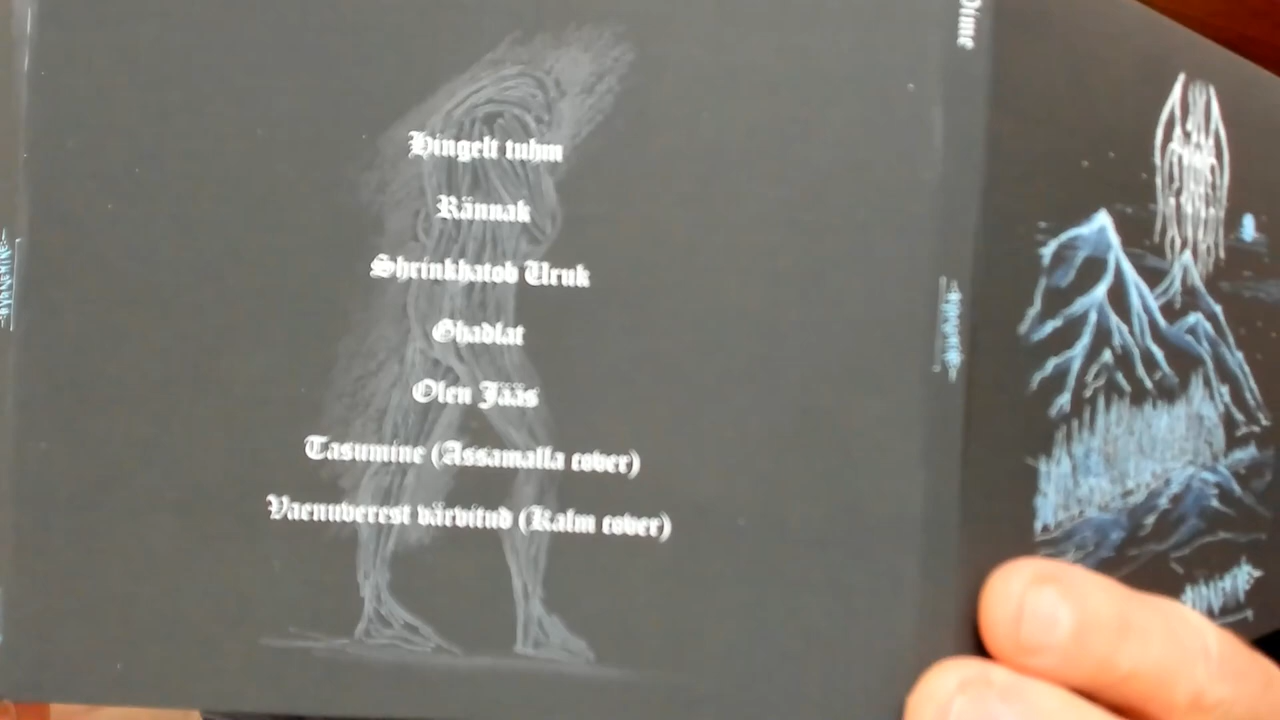 Hingelt tuhm
Rännak
Shrinkhatob Uruk
Ghadlat
Olen Jääs
Tasumine (Assamalla cover)
Vaenuverest värvitud (Kalm cover)